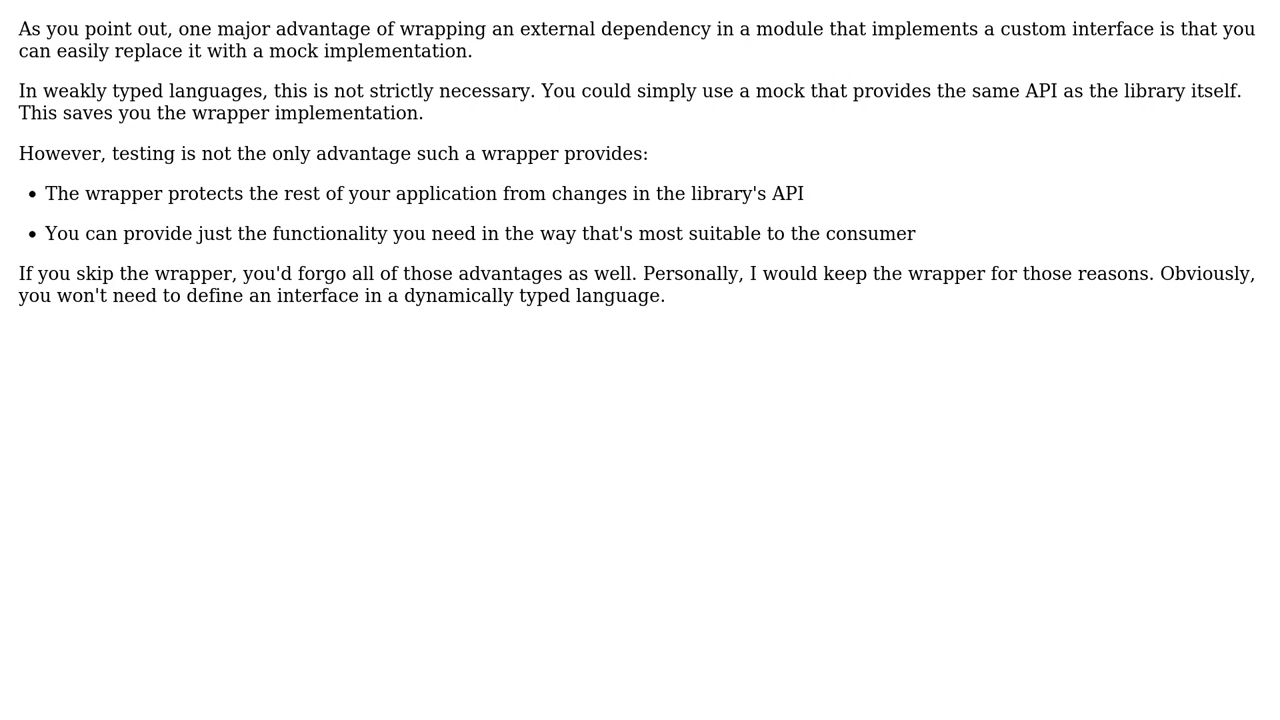 As you point out, one major advantage of wrapping an external dependency in a module that implements a custom interface is that you
can easily replace it with a mock implementation.
In weakly typed languages, this is not strictly necessary. You could simply use a mock that provides the same API as the library itself.
This saves you the wrapper implementation.
However, testing is not the only advantage such a wrapper provides:
• The wrapper protects the rest of your application from changes in the library's API
• You can provide just the functionality you need in the way that's most suitable to the consumer
If you skip the wrapper, you'd forgo all of those advantages as well. Personally, I would keep the wrapper for those reasons. Obviously,
you won't need to define an interface in a dynamically typed language.